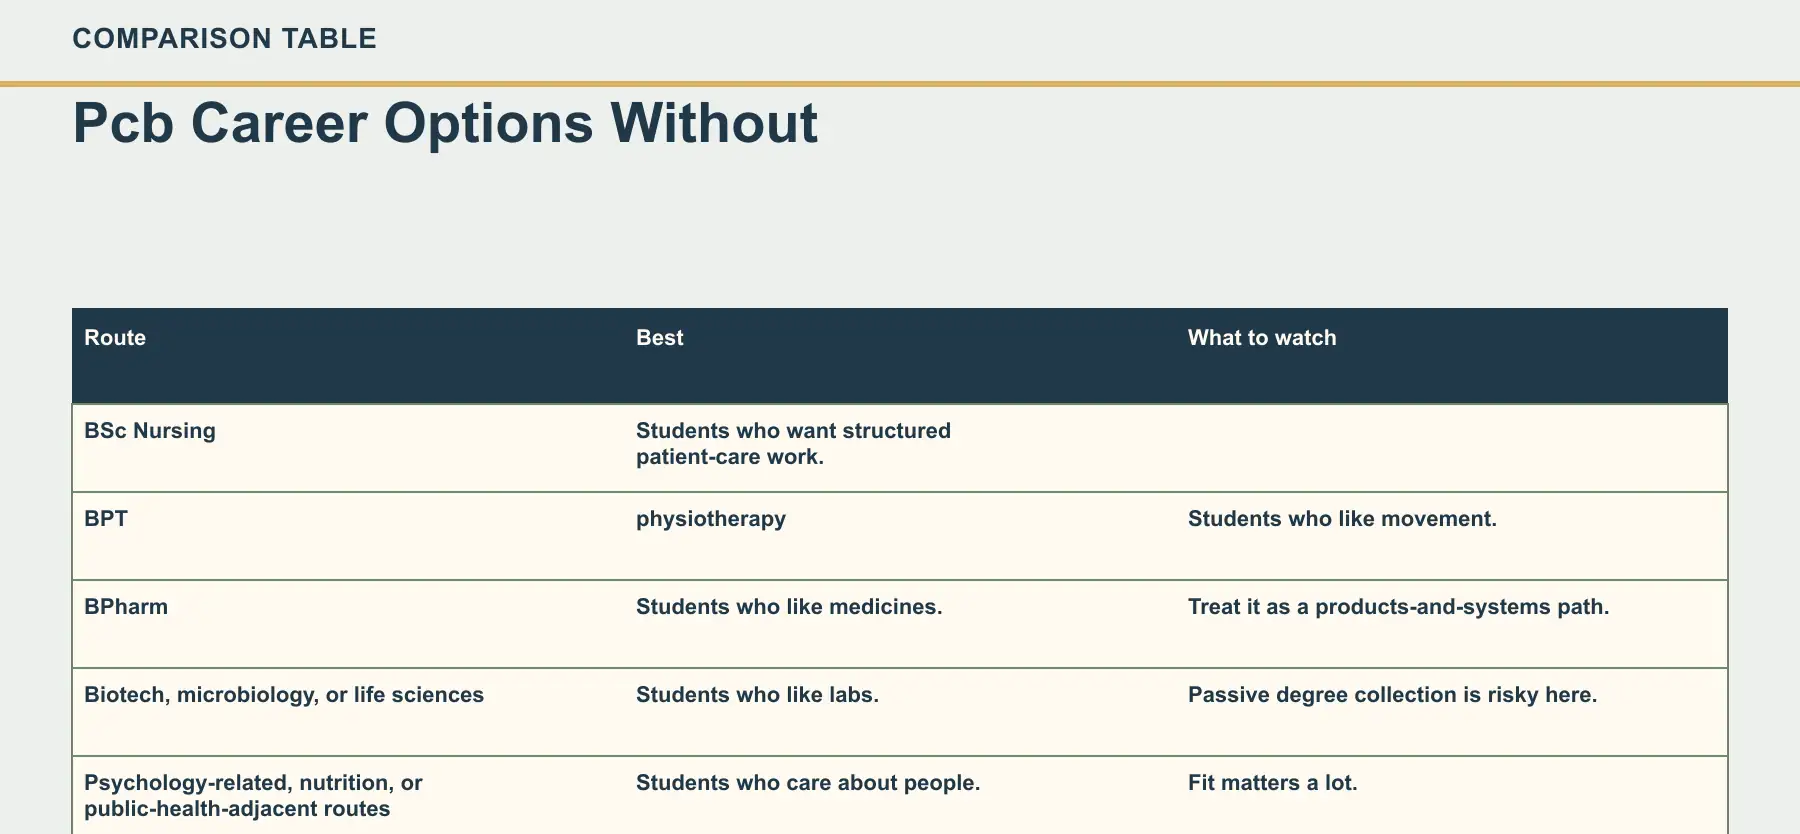 COMPARISON TABLE
Pcb Career Options Without
Route Best What to watch
BSc Nursing Students who want structured
patient-care work.
BPT physiotherapy Students who like movement.
BPharm Students who like medicines. Treat it as a products-and-systems path.
Biotech, microbiology, or life sciences Students who like labs. Passive degree collection is risky here.
Psychology-related, nutrition, or Students who care about people. Fit matters a lot.
public-health-adjacent routes